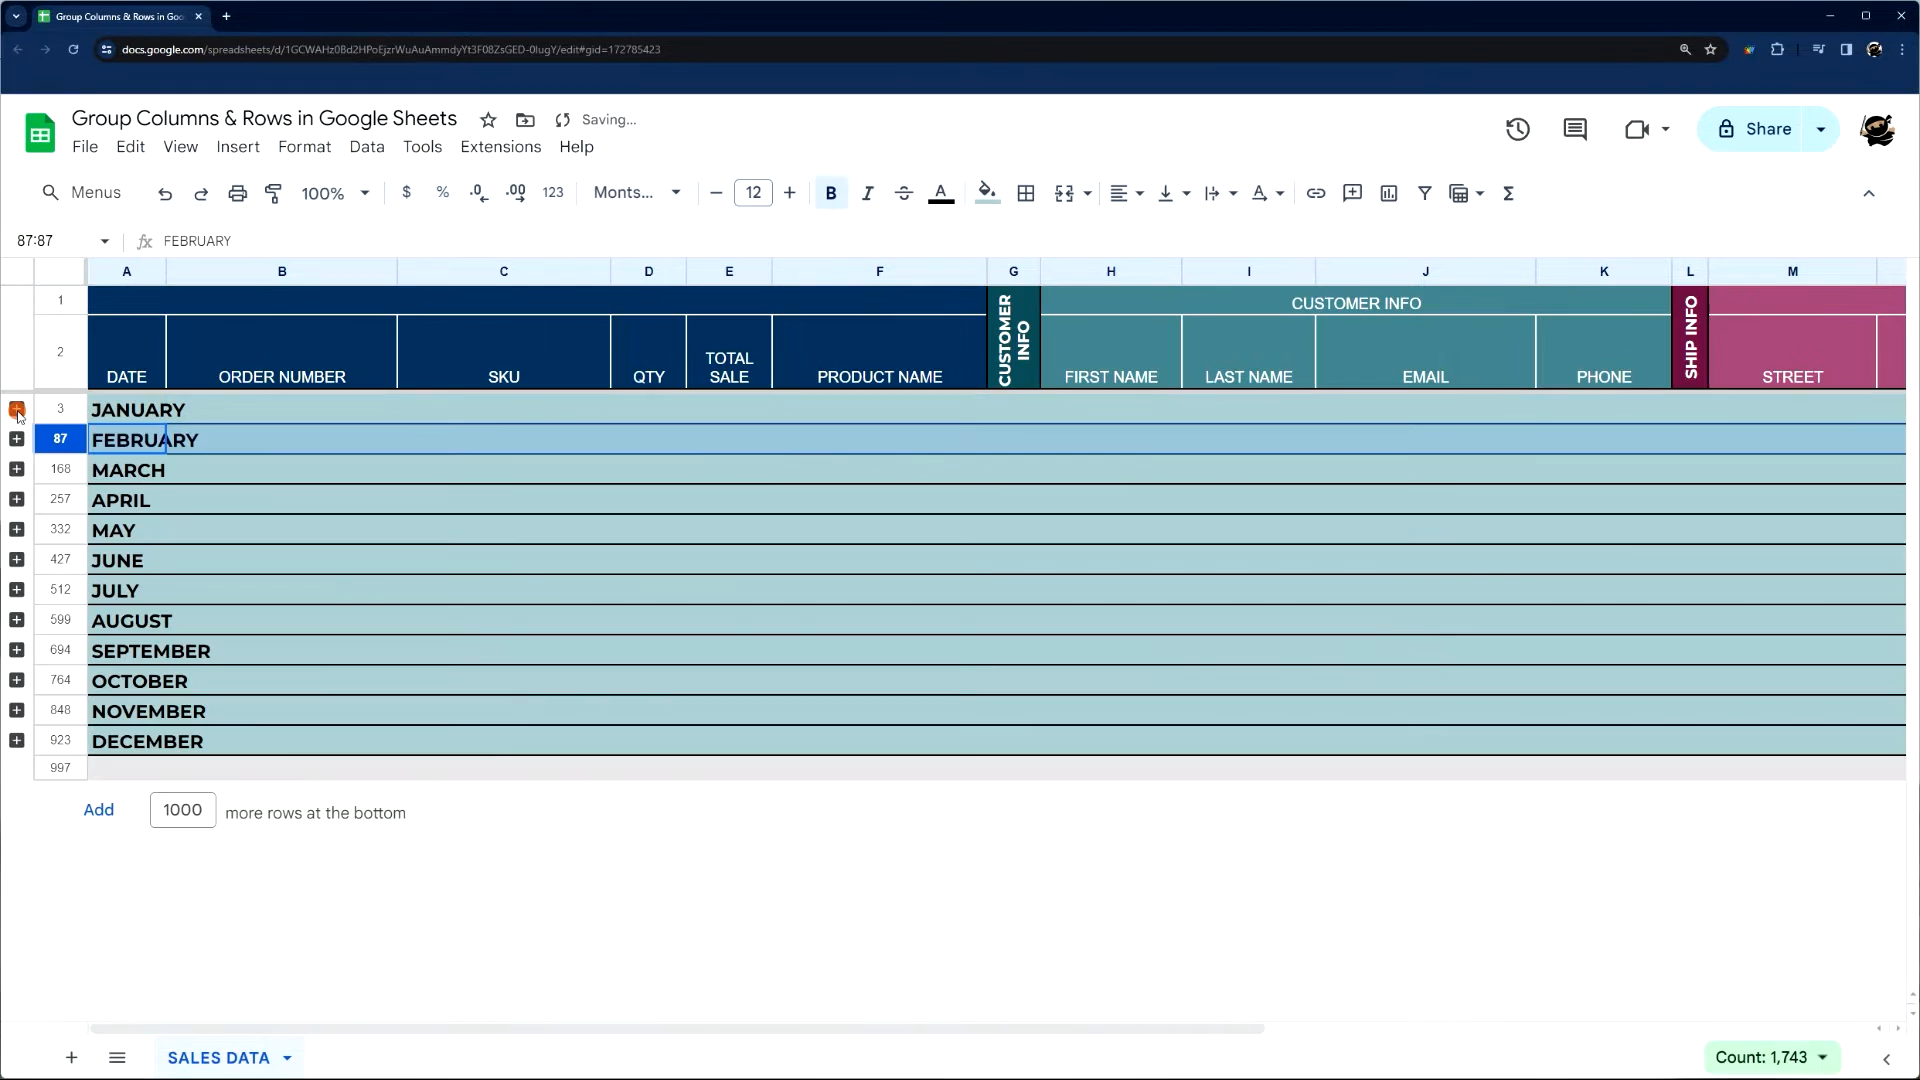 Group Columns & Rows in Goo
docs.google.com/spreadsheets/d/1GCWAHz0Bd2HPoEjzrWuAuAmmdyYt3F08ZsGED-0lugY/edit#gid=172785423
Group Columns & Rows in Google Sheets
Saving...
File Edit View Insert Format Data Tools Extensions Help
Share
Menus
100%
$ % .0 .00 123
Monts...
12
B I A
Σ
87:87
fx FEBRUARY
A B C D E F G H I J K L M
1
CUSTOMER INFO
CUSTOMER INFO
SHIP INFO
2
DATE ORDER NUMBER SKU QTY TOTAL SALE PRODUCT NAME FIRST NAME LAST NAME EMAIL PHONE STREET
3 JANUARY
87 FEBRUARY
168 MARCH
257 APRIL
332 MAY
427 JUNE
512 JULY
599 AUGUST
694 SEPTEMBER
764 OCTOBER
848 NOVEMBER
923 DECEMBER
997
Add 1000 more rows at the bottom
SALES DATA
Count: 1,743